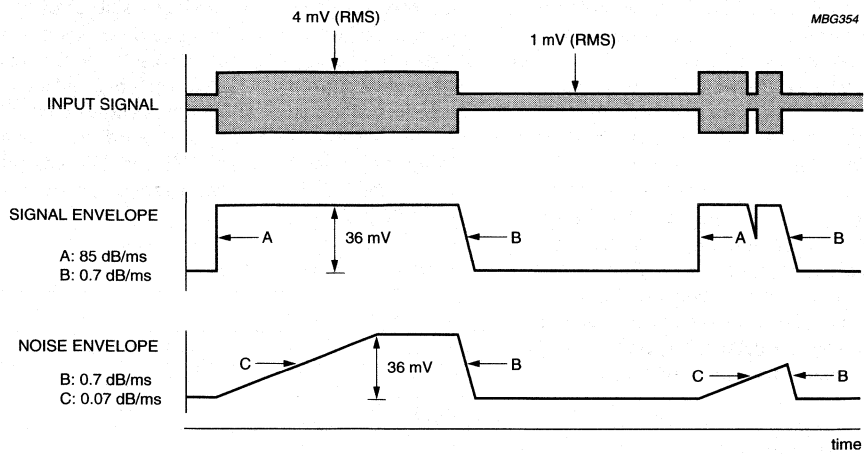 4 mV (RMS)
MBG354
1 mV (RMS)
INPUT SIGNAL
SIGNAL ENVELOPE
A: 85 dB/ms
B: 0.7 dB/ms
A
36 mV
B
A
B
NOISE ENVELOPE
B: 0.7 dB/ms
C: 0.07 dB/ms
C
36 mV
B
C
B
time